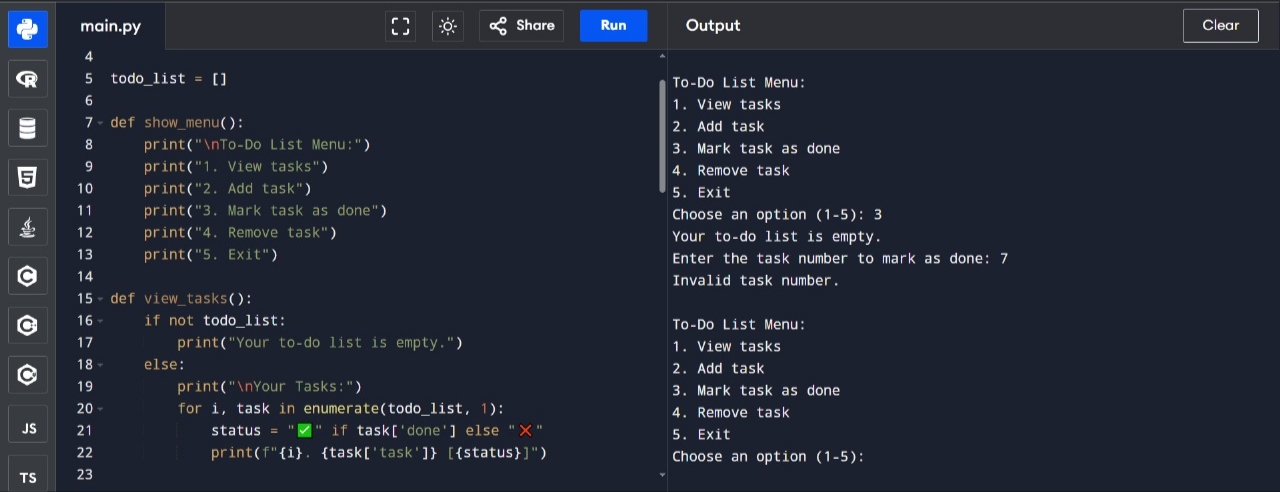 main.py
Share
Run
Output
Clear
4
5 todo_list = []
6
7 def show_menu():
8     print("\nTo-Do List Menu:")
9     print("1. View tasks")
10     print("2. Add task")
11     print("3. Mark task as done")
12     print("4. Remove task")
13     print("5. Exit")
14
15 def view_tasks():
16     if not todo_list:
17         print("Your to-do list is empty.")
18     else:
19         print("\nYour Tasks:")
20         for i, task in enumerate(todo_list, 1):
21             status = "✅" if task['done'] else "❌"
22             print(f"{i}. {task['task']} [{status}]")
23
R
5
C
C
C
JS
TS
To-Do List Menu:
1. View tasks
2. Add task
3. Mark task as done
4. Remove task
5. Exit
Choose an option (1-5): 3
Your to-do list is empty.
Enter the task number to mark as done: 7
Invalid task number.
To-Do List Menu:
1. View tasks
2. Add task
3. Mark task as done
4. Remove task
5. Exit
Choose an option (1-5):